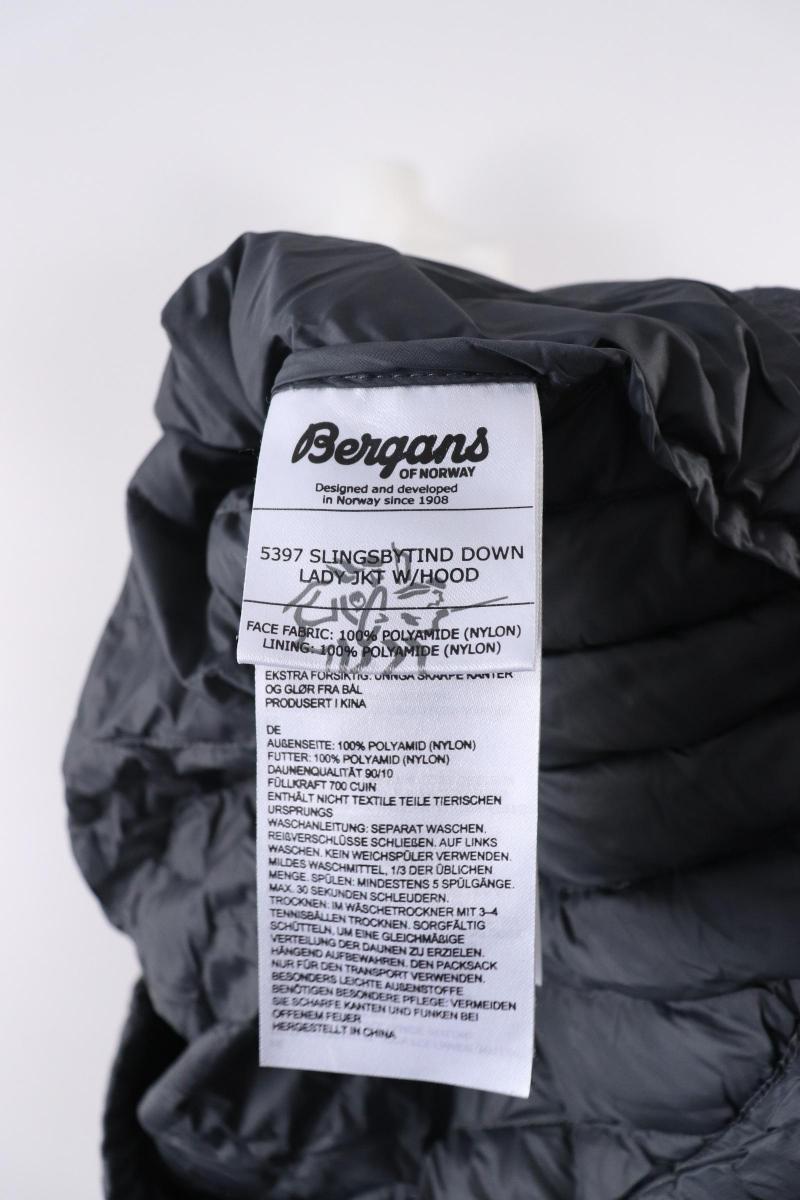 Bergans
OF NORWAY
Designed and developed
in Norway since 1908
5397 SLINGSBYTIND DOWN
LADY JKT W/HOOD
FACE FABRIC: 100% POLYAMIDE (NYLON)
LINING: 100% POLYAMIDE (NYLON)
EKSTRA FORSIKTIG: UNNGÅ SKARPE KANTER
OG GLØR FRA BÅL
PRODUSERT I KINA
DE
AUßENSEITE: 100% POLYAMID (NYLON)
FUTTER: 100% POLYAMID (NYLON)
DAUNENQUALITÄT 90/10
FÜLLKRAFT 700 CUIN
ENTHÄLT NICHT TEXTILE TEILE TIERISCHEN
URSPRUNGS
WASCHANLEITUNG: SEPARAT WASCHEN.
REIßVERSCHLÜSSE SCHLIEßEN. AUF LINKS
WASCHEN. KEIN WEICHSPÜLER VERWENDEN.
MILDES WASCHMITTEL, 1/3 DER ÜBLICHEN
MENGE. SPÜLEN: MINDESTENS 5 SPÜLGÄNGE.
MAX. 30 SEKUNDEN SCHLEUDERN.
TROCKNEN: IM WÄSCHETROCKNER MIT 3–4
TENNISBÄLLEN TROCKNEN. SORGFÄLTIG
SCHÜTTELN, UM EINE GLEICHMÄßIGE
VERTEILUNG DER DAUNEN ZU ERZIELEN.
HÄNGEND AUFBEWAHREN. DEN PACKSACK
NUR FÜR DEN TRANSPORT VERWENDEN.
BESONDERS LEICHTE AUßENSTOFFE
BENÖTIGEN BESONDERE PFLEGE: VERMEIDEN
SIE SCHARFE KANTEN UND FUNKEN BEI
OFFENEM FEUER
HERGESTELLT IN CHINA